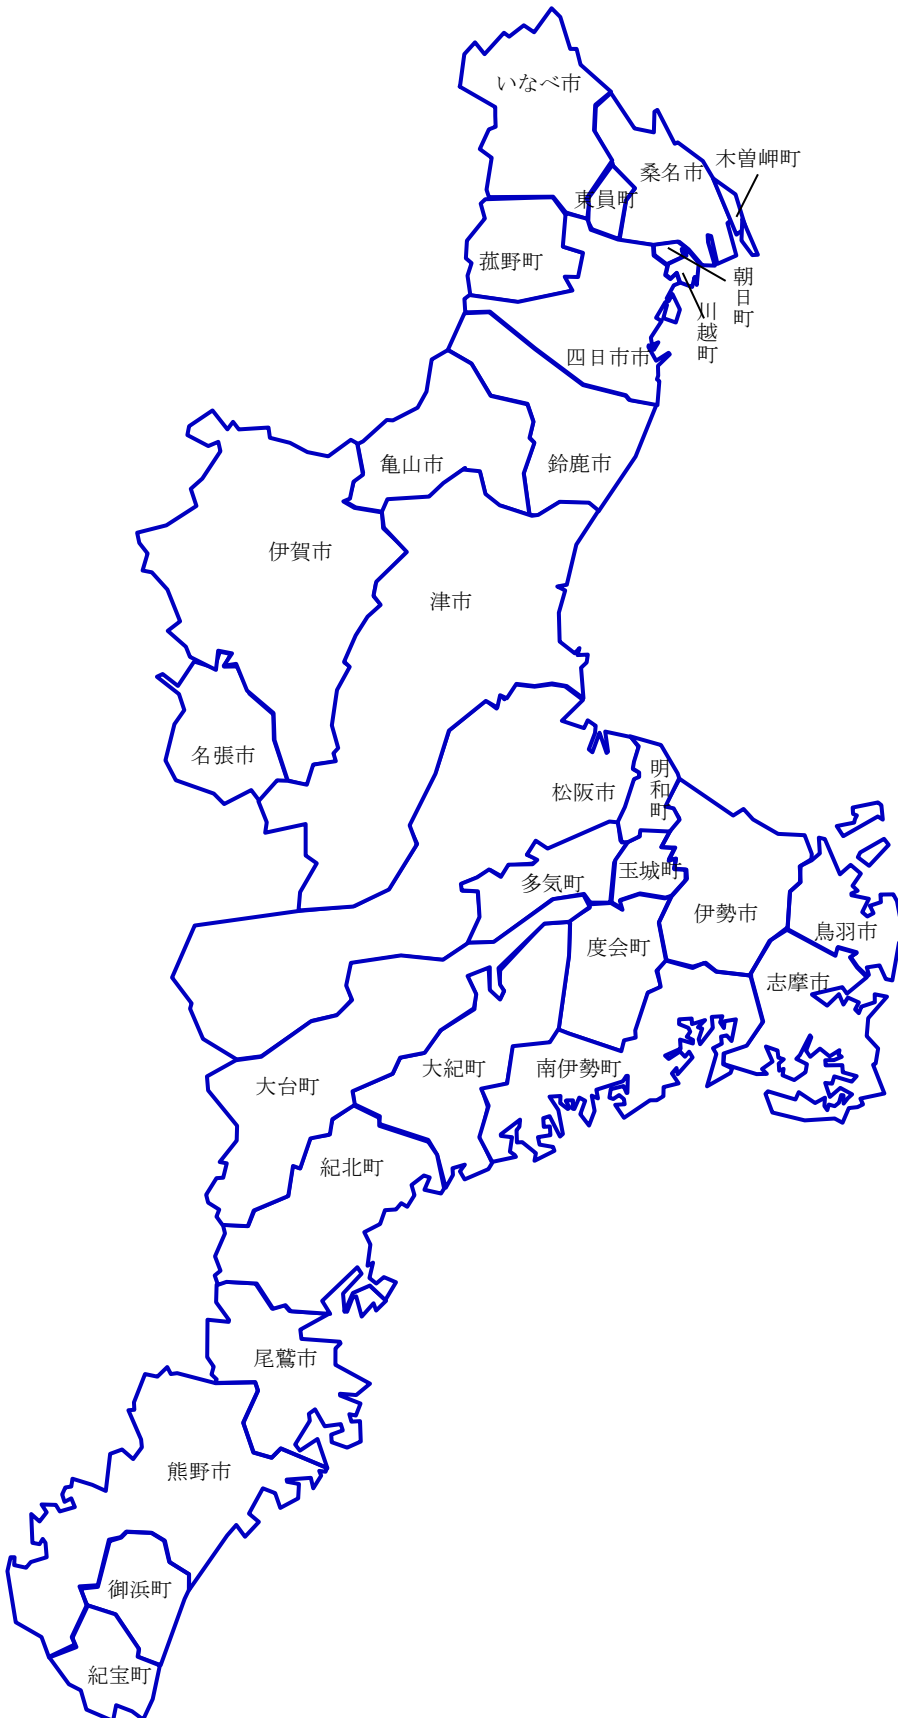 いなべ市
木曽岬町
桑名市
東員町
菰野町
朝日町
川越町
四日市市
亀山市
鈴鹿市
伊賀市
津市
名張市
明和町
松阪市
玉城町
多気町
伊勢市
鳥羽市
度会町
志摩市
大紀町
南伊勢町
大台町
紀北町
尾鷲市
熊野市
御浜町
紀宝町